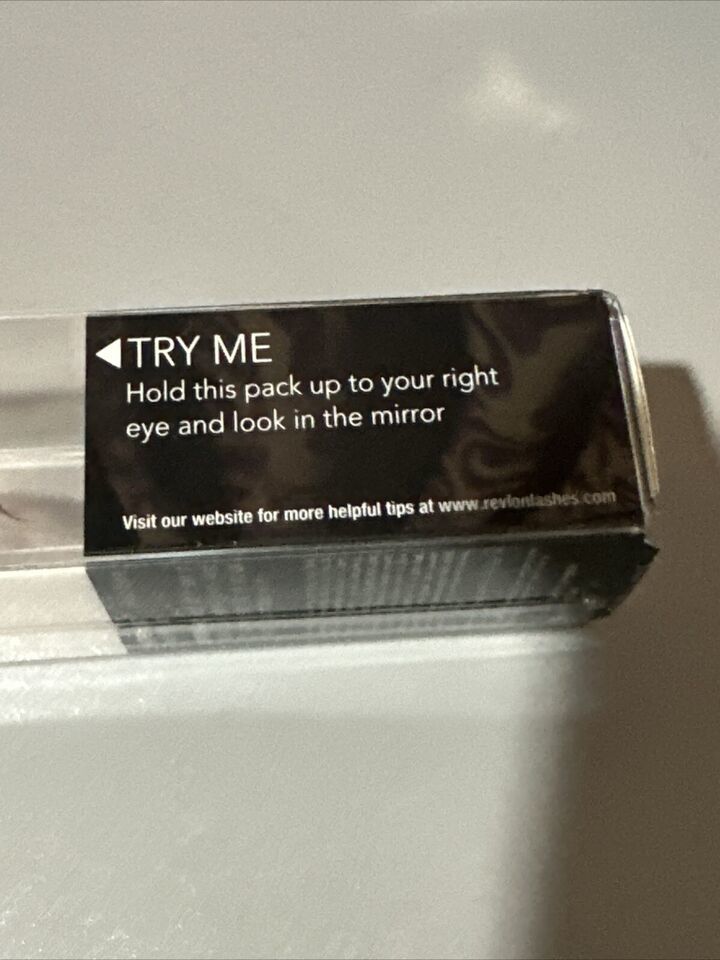 TRY ME
Hold this pack up to your right
eye and look in the mirror
Visit our website for more helpful tips at www.revlonlashes.com